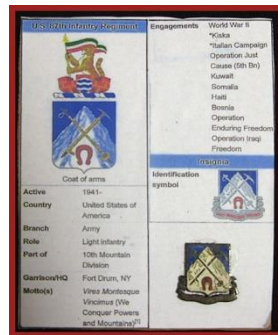 U.S. 87th Infantry Regiment
Coat of arms
Active 1941-
Country United States of
America
Branch Army
Role Light infantry
Part of 10th Mountain
Division
Garrison/HQ Fort Drum, NY
Motto(s) Vires Montesque
Vincimus (We
Conquer Powers
and Mountains)[1]
Engagements World War II
*Kiska
*Italian Campaign
Operation Just
Cause (5th Bn)
Kuwait
Somalia
Haiti
Bosnia
Operation
Enduring Freedom
Operation Iraqi
Freedom
Insignia
Identification
symbol